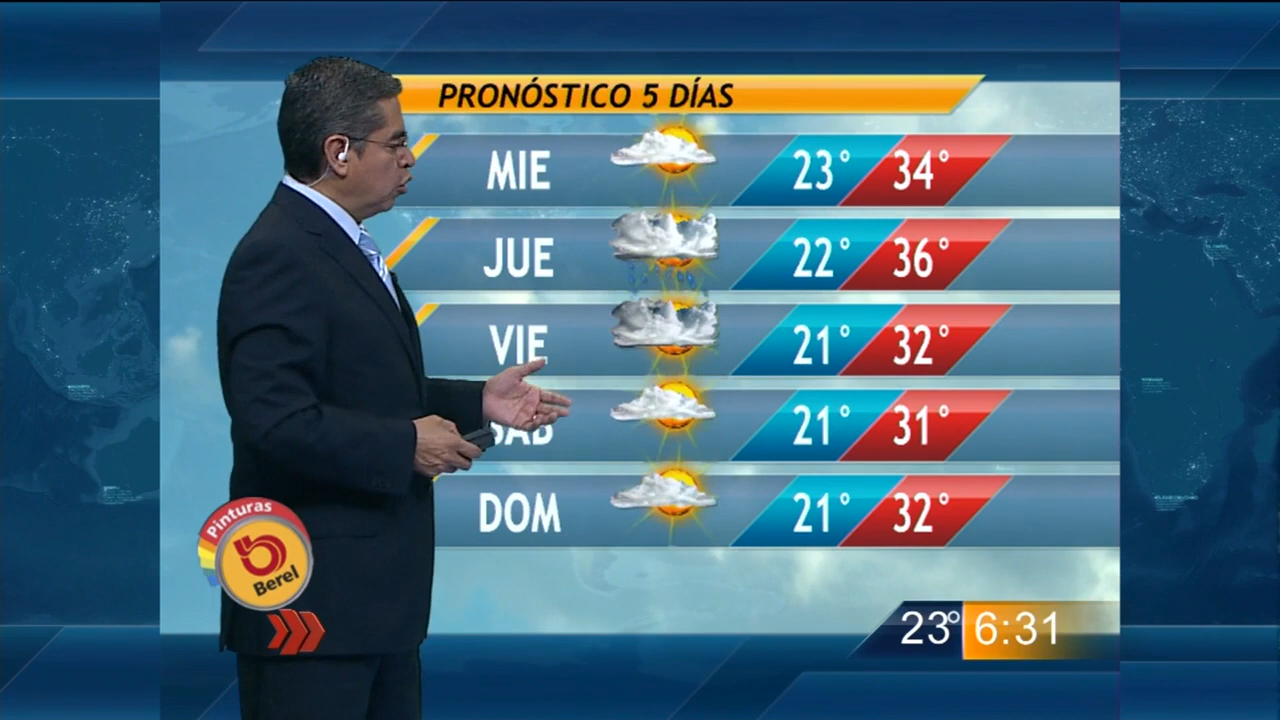 PRONÓSTICO 5 DÍAS
MIE 23° 34°
JUE 22° 36°
VIE 21° 32°
SAB 21° 31°
DOM 21° 32°
Pinturas
Berel
23° 6:31